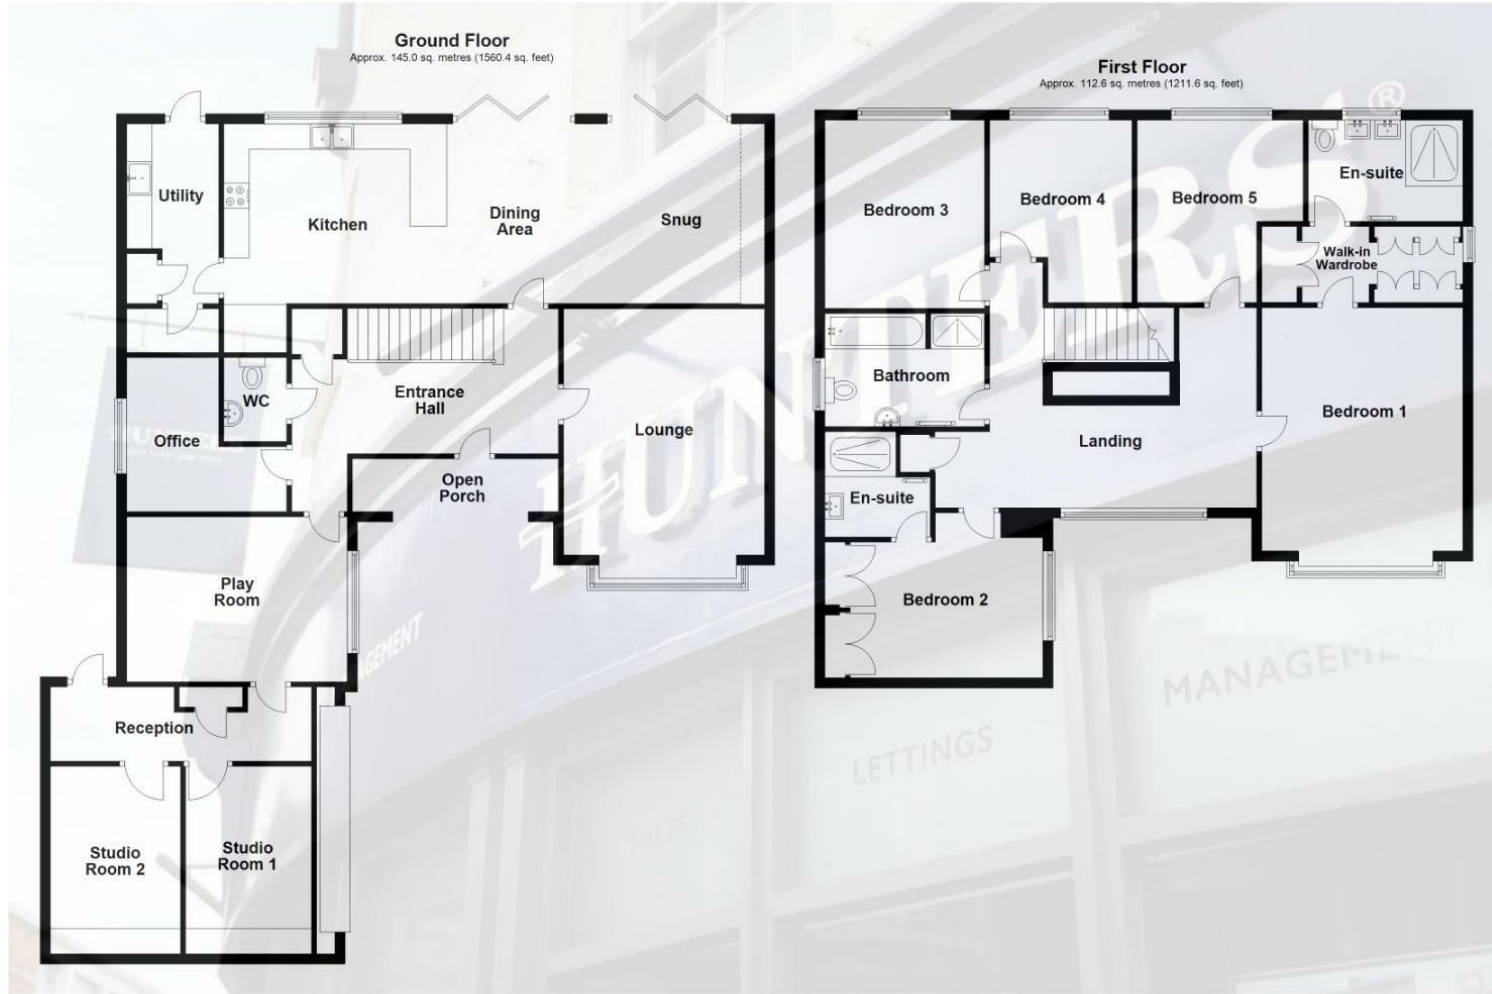 Ground Floor
Approx. 145.0 sq. metres (1560.4 sq. feet)
Utility
Kitchen
Dining
Area
Snug
WC
Office
Entrance
Hall
Lounge
Open
Porch
Play
Room
Reception
Studio
Room 2
Studio
Room 1
First Floor
Approx. 112.6 sq. metres (1211.6 sq. feet)
Bedroom 3
Bedroom 4
Bedroom 5
En-suite
Walk-in
Wardrobe
Bathroom
Bedroom 1
Landing
En-suite
Bedroom 2
HUNTERS®
HUNTERS
GEMENT
MANAGEMENT
LETTINGS
SALES